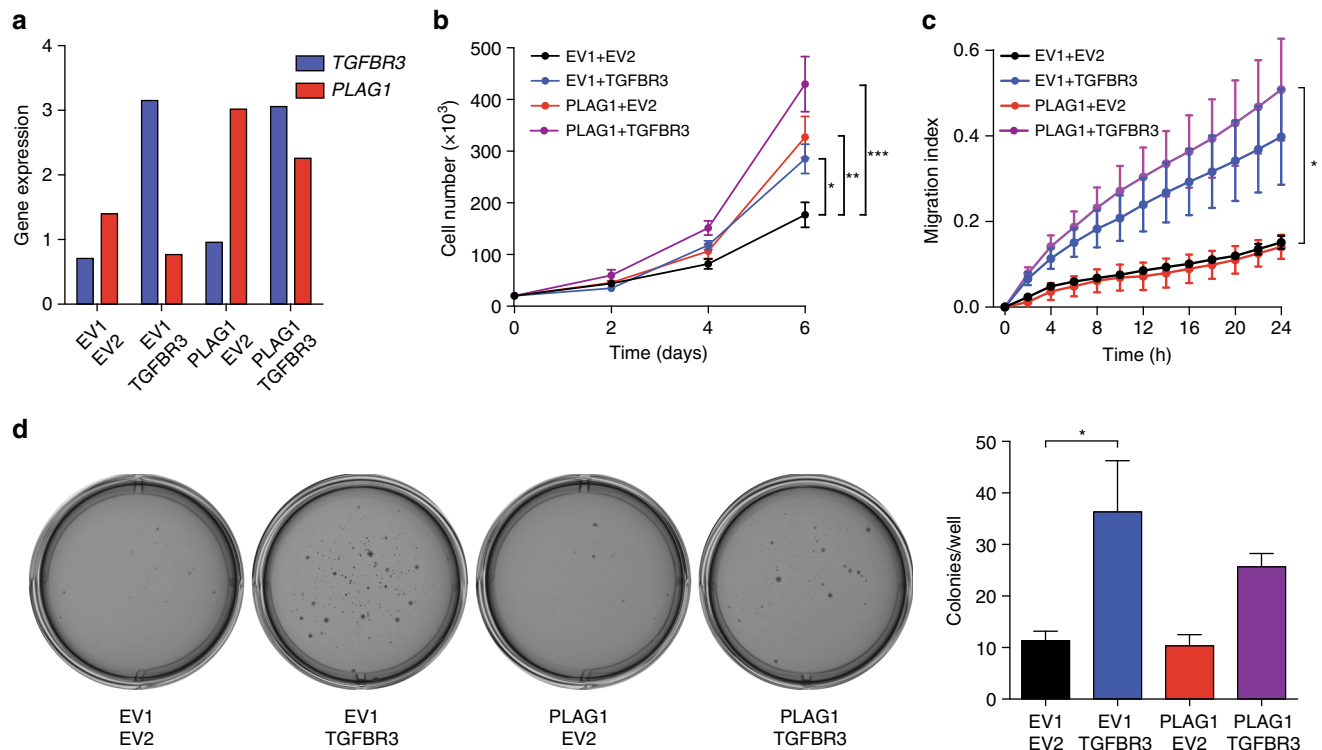 a
4
3
2
1
0
Gene expression
TGFBR3
PLAG1
EV1
EV2
EV1
TGFBR3
PLAG1
EV2
PLAG1
TGFBR3
b
500
400
300
200
100
0
Cell number (×10³)
EV1+EV2
EV1+TGFBR3
PLAG1+EV2
PLAG1+TGFBR3
*
**
***
0 2 4 6
Time (days)
c
0.6
0.4
0.2
0.0
Migration index
EV1+EV2
EV1+TGFBR3
PLAG1+EV2
PLAG1+TGFBR3
*
0 4 8 12 16 20 24
Time (h)
d
EV1
EV2
EV1
TGFBR3
PLAG1
EV2
PLAG1
TGFBR3
50
40
30
20
10
0
Colonies/well
*
EV1
EV2
EV1
TGFBR3
PLAG1
EV2
PLAG1
TGFBR3